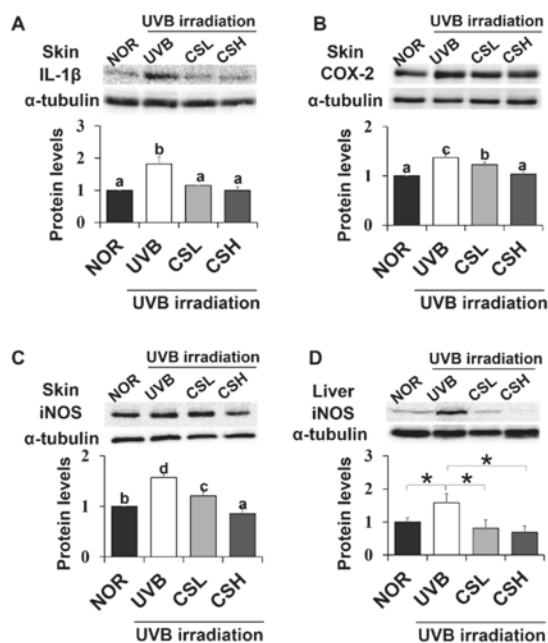 A
UVB irradiation
Skin
NOR UVB CSL CSH
IL-1β
α-tubulin
Protein levels
2
1
0
a b a a
NOR UVB CSL CSH
UVB irradiation
B
UVB irradiation
Skin
NOR UVB CSL CSH
COX-2
α-tubulin
Protein levels
2
1
0
a c b a
NOR UVB CSL CSH
UVB irradiation
C
UVB irradiation
Skin
NOR UVB CSL CSH
iNOS
α-tubulin
Protein levels
2
1
0
b d c a
NOR UVB CSL CSH
UVB irradiation
D
UVB irradiation
Liver
NOR UVB CSL CSH
iNOS
α-tubulin
Protein levels
3
2
1
0
* * *
NOR UVB CSL CSH
UVB irradiation